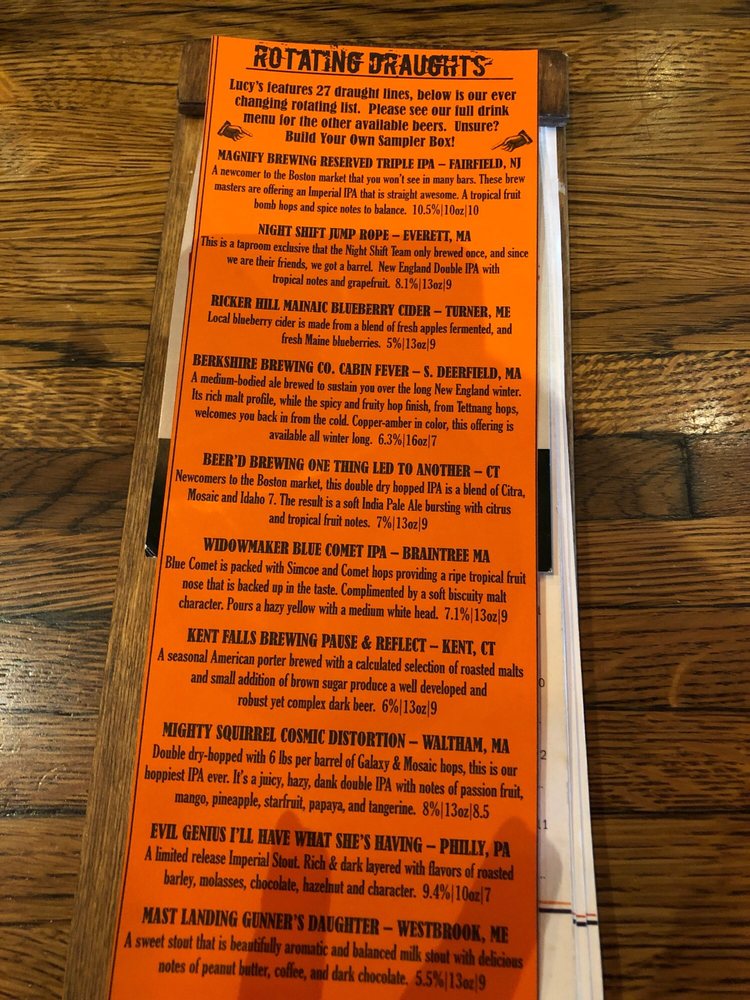 ROTATING DRAUGHTS
Lucy's features 27 draught lines, below is our ever
changing rotating list. Please see our full drink
menu for the other available beers. Unsure?
Build Your Own Sampler Box!
MAGNIFY BREWING RESERVED TRIPLE IPA – FAIRFIELD, NJ
A newcomer to the Boston market that you won't see in many bars. These brew
masters are offering an Imperial IPA that is straight awesome. A tropical fruit
bomb hops and spice notes to balance. 10.5%|10oz|10
NIGHT SHIFT JUMP ROPE – EVERETT, MA
This is a taproom exclusive that the Night Shift Team only brewed once, and since
we are their friends, we got a barrel. New England Double IPA with
tropical notes and grapefruit. 8.1%|13oz|9
RICKER HILL MAINAIC BLUEBERRY CIDER – TURNER, ME
Local blueberry cider is made from a blend of fresh apples fermented, and
fresh Maine blueberries. 5%|13oz|9
BERKSHIRE BREWING CO. CABIN FEVER – S. DEERFIELD, MA
A medium-bodied ale brewed to sustain you over the long New England winter.
Its rich malt profile, while the spicy and fruity hop finish, from Tettnang hops,
welcomes you back in from the cold. Copper-amber in color, this offering is
available all winter long. 6.3%|16oz|7
BEER'D BREWING ONE THING LED TO ANOTHER – CT
Newcomers to the Boston market, this double dry hopped IPA is a blend of Citra,
Mosaic and Idaho 7. The result is a soft India Pale Ale bursting with citrus
and tropical fruit notes. 7%|13oz|9
WIDOWMAKER BLUE COMET IPA – BRAINTREE MA
Blue Comet is packed with Simcoe and Comet hops providing a ripe tropical fruit
nose that is backed up in the taste. Complimented by a soft biscuity malt
character. Pours a hazy yellow with a medium white head. 7.1%|13oz|9
KENT FALLS BREWING PAUSE & REFLECT – KENT, CT
A seasonal American porter brewed with a calculated selection of roasted malts
and small addition of brown sugar produce a well developed and
robust yet complex dark beer. 6%|13oz|9
MIGHTY SQUIRREL COSMIC DISTORTION – WALTHAM, MA
Double dry-hopped with 6 lbs per barrel of Galaxy & Mosaic hops, this is our
hoppiest IPA ever. It's a juicy, hazy, dank double IPA with notes of passion fruit,
mango, pineapple, starfruit, papaya, and tangerine. 8%|13oz|8.5
EVIL GENIUS I'LL HAVE WHAT SHE'S HAVING – PHILLY, PA
A limited release Imperial Stout. Rich & dark layered with flavors of roasted
barley, molasses, chocolate, hazelnut and character. 9.4%|10oz|7
MAST LANDING GUNNER'S DAUGHTER – WESTBROOK, ME
A sweet stout that is beautifully aromatic and balanced milk stout with delicious
notes of peanut butter, coffee, and dark chocolate. 5.5%|13oz|9